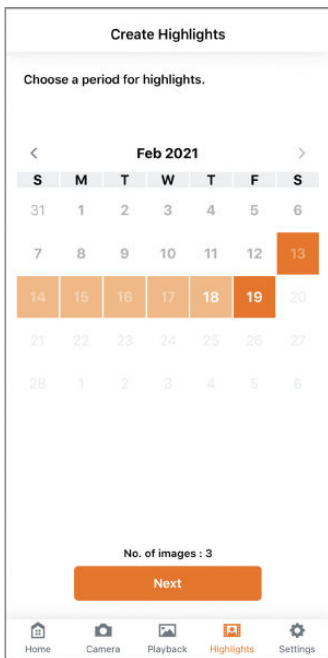 Create Highlights
Choose a period for highlights.
< Feb 2021 >
S M T W T F S
31 1 2 3 4 5 6
7 8 9 10 11 12 13
14 15 16 17 18 19 20
21 22 23 24 25 26 27
28 1 2 3 4 5 6
No. of images : 3
Next
Home Camera Playback Highlights Settings